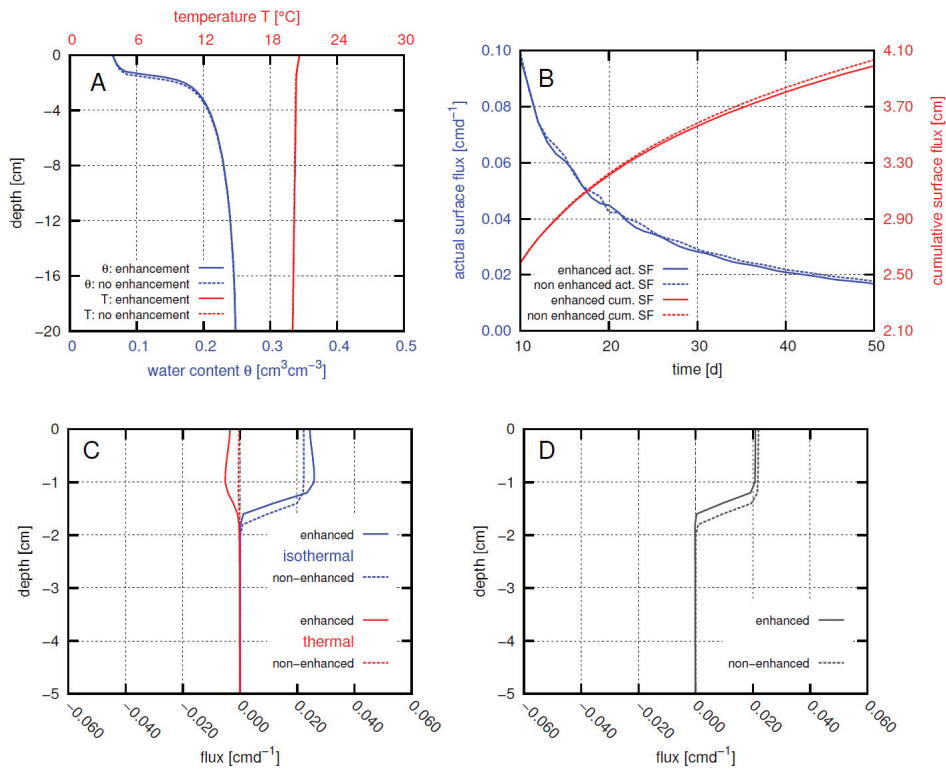 temperature T [°C]
0 6 12 18 24 30
A
0
−4
−8
−12
−16
−20
depth [cm]
θ: enhancement
θ: no enhancement
T: enhancement
T: no enhancement
0 0.1 0.2 0.3 0.4 0.5
water content θ [cm³cm⁻³]
B
0.10
0.08
0.06
0.04
0.02
0.00
actual surface flux [cmd⁻¹]
4.10
3.70
3.30
2.90
2.50
2.10
cumulative surface flux [cm]
enhanced act. SF
non enhanced act. SF
enhanced cum. SF
non enhanced cum. SF
10 20 30 40 50
time [d]
C
0
−1
−2
−3
−4
−5
depth [cm]
enhanced
isothermal
non−enhanced
enhanced
thermal
non−enhanced
−0.060 −0.040 −0.020 0.000 0.020 0.040 0.060
flux [cmd⁻¹]
D
0
−1
−2
−3
−4
−5
depth [cm]
enhanced
non−enhanced
−0.060 −0.040 −0.020 0.000 0.020 0.040 0.060
flux [cmd⁻¹]